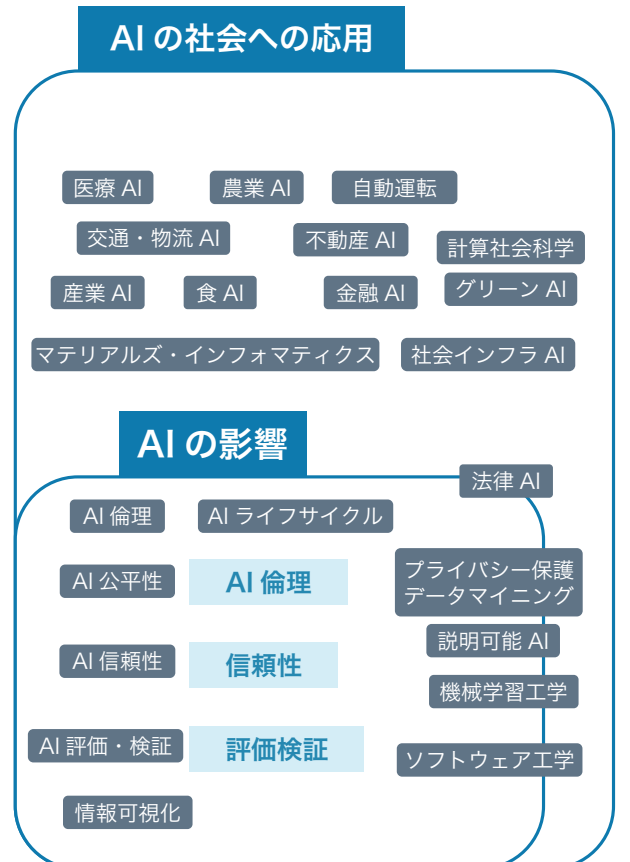 AI の社会への応用
医療 AI
農業 AI
自動運転
交通・物流 AI
不動産 AI
計算社会科学
産業 AI
食 AI
金融 AI
グリーン AI
マテリアルズ・インフォマティクス
社会インフラ AI
AI の影響
法律 AI
AI 倫理
AI ライフサイクル
AI 公平性
AI 倫理
プライバシー保護
データマイニング
AI 信頼性
信頼性
説明可能 AI
機械学習工学
AI 評価・検証
評価検証
ソフトウェア工学
情報可視化